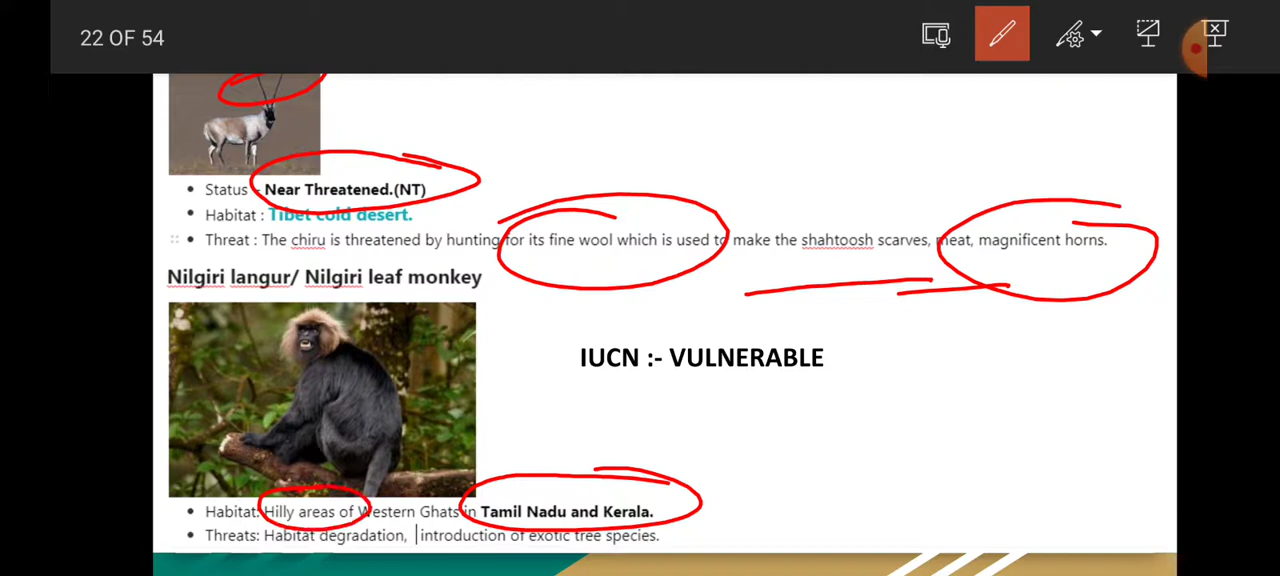 22 OF 54
Status - Near Threatened.(NT)
Habitat : Tibet cold desert.
Threat : The chiru is threatened by hunting for its fine wool which is used to make the shahtoosh scarves, meat, magnificent horns.
Nilgiri langur/ Nilgiri leaf monkey
IUCN :- VULNERABLE
Habitat: Hilly areas of Western Ghats in Tamil Nadu and Kerala.
Threats: Habitat degradation, introduction of exotic tree species.